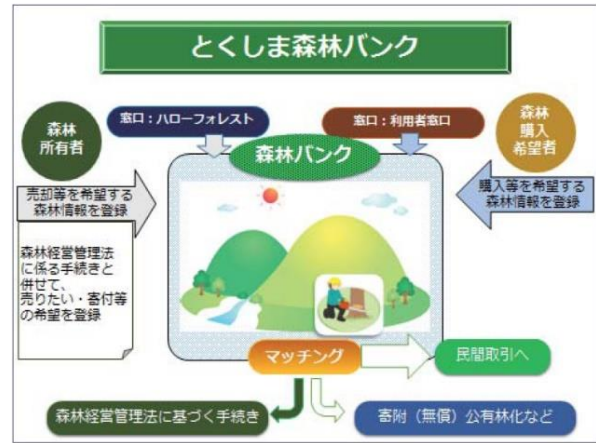 とくしま森林バンク
森林
所有者
窓口：ハローフォレスト
窓口：利用者窓口
森林
購入
希望者
森林バンク
売却等を希望する
森林情報を登録
購入等を希望する
森林情報を登録
森林経営管理法
に係る手続きと
併せて、
売りたい・寄付等
の希望を登録
マッチング
民間取引へ
森林経営管理法に基づく手続き
寄附（無償）公有林化など